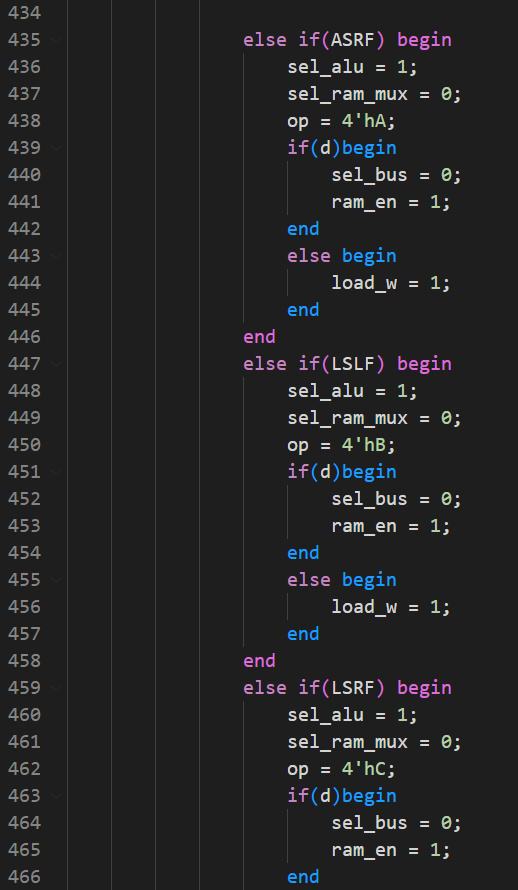 434
435 else if(ASRF) begin
436 sel_alu = 1;
437 sel_ram_mux = 0;
438 op = 4'hA;
439 if(d)begin
440 sel_bus = 0;
441 ram_en = 1;
442 end
443 else begin
444 load_w = 1;
445 end
446 end
447 else if(LSLF) begin
448 sel_alu = 1;
449 sel_ram_mux = 0;
450 op = 4'hB;
451 if(d)begin
452 sel_bus = 0;
453 ram_en = 1;
454 end
455 else begin
456 load_w = 1;
457 end
458 end
459 else if(LSRF) begin
460 sel_alu = 1;
461 sel_ram_mux = 0;
462 op = 4'hC;
463 if(d)begin
464 sel_bus = 0;
465 ram_en = 1;
466 end